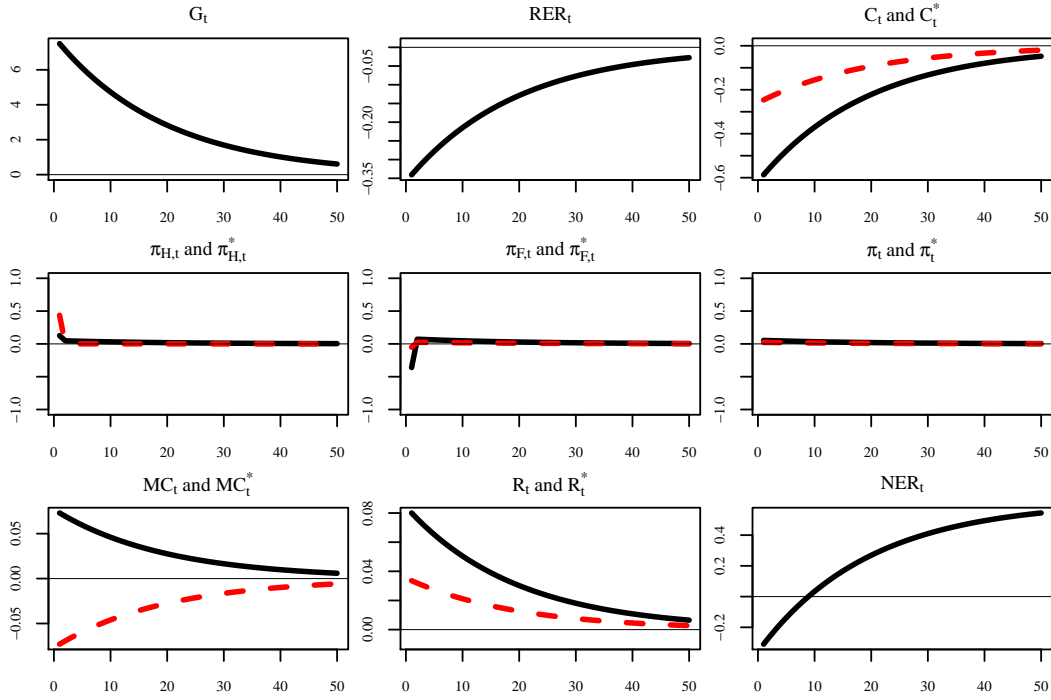 G_t
6
4
2
0
0 10 20 30 40 50
RER_t
−0.05
−0.20
−0.35
0 10 20 30 40 50
C_t and C_t^*
0.0
−0.2
−0.4
−0.6
0 10 20 30 40 50
π_{H,t} and π_{H,t}^*
1.0
0.5
0.0
−1.0
0 10 20 30 40 50
π_{F,t} and π_{F,t}^*
1.0
0.5
0.0
−1.0
0 10 20 30 40 50
π_t and π_t^*
1.0
0.5
0.0
−1.0
0 10 20 30 40 50
MC_t and MC_t^*
0.05
0.00
−0.05
0 10 20 30 40 50
R_t and R_t^*
0.08
0.04
0.00
0 10 20 30 40 50
NER_t
0.4
0.2
−0.2
0 10 20 30 40 50